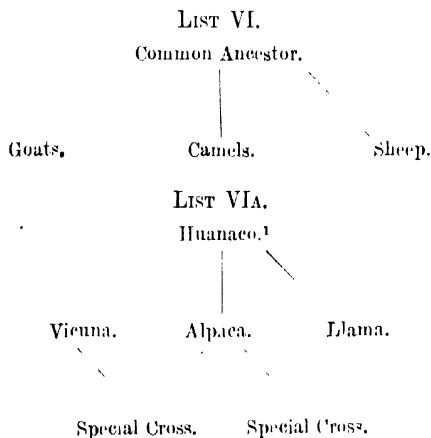 LIST VI.
Common Ancestor.
Goats. Camels. Sheep.
LIST VIA.
Huanaco.¹
Vicuna. Alpaca. Llama.
Special Cross. Special Cross.